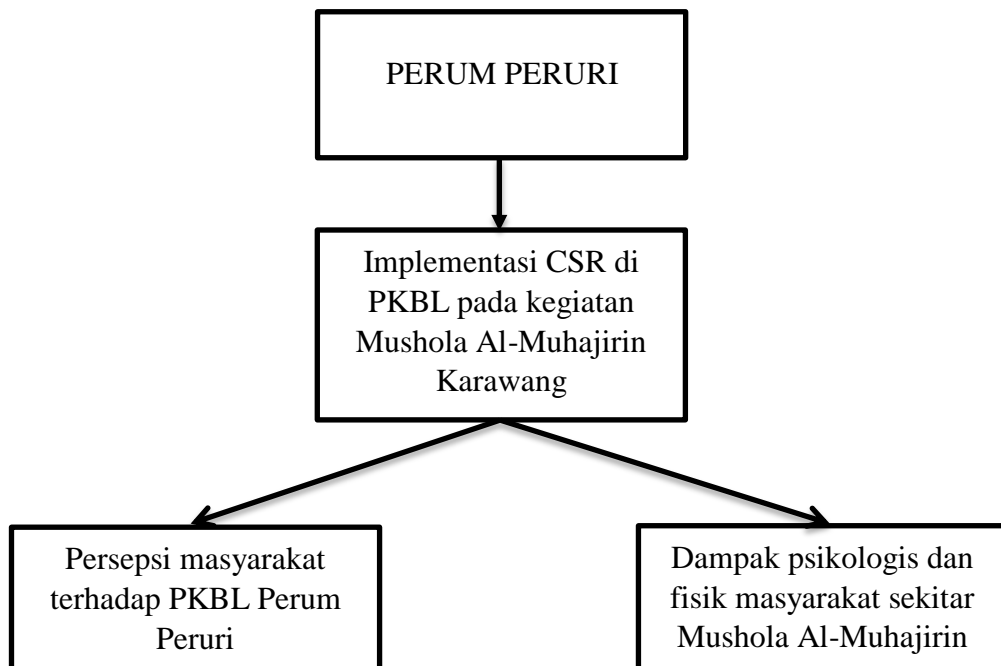 PERUM PERURI
Implementasi CSR di
PKBL pada kegiatan
Mushola Al-Muhajirin
Karawang
Persepsi masyarakat
terhadap PKBL Perum
Peruri
Dampak psikologis dan
fisik masyarakat sekitar
Mushola Al-Muhajirin